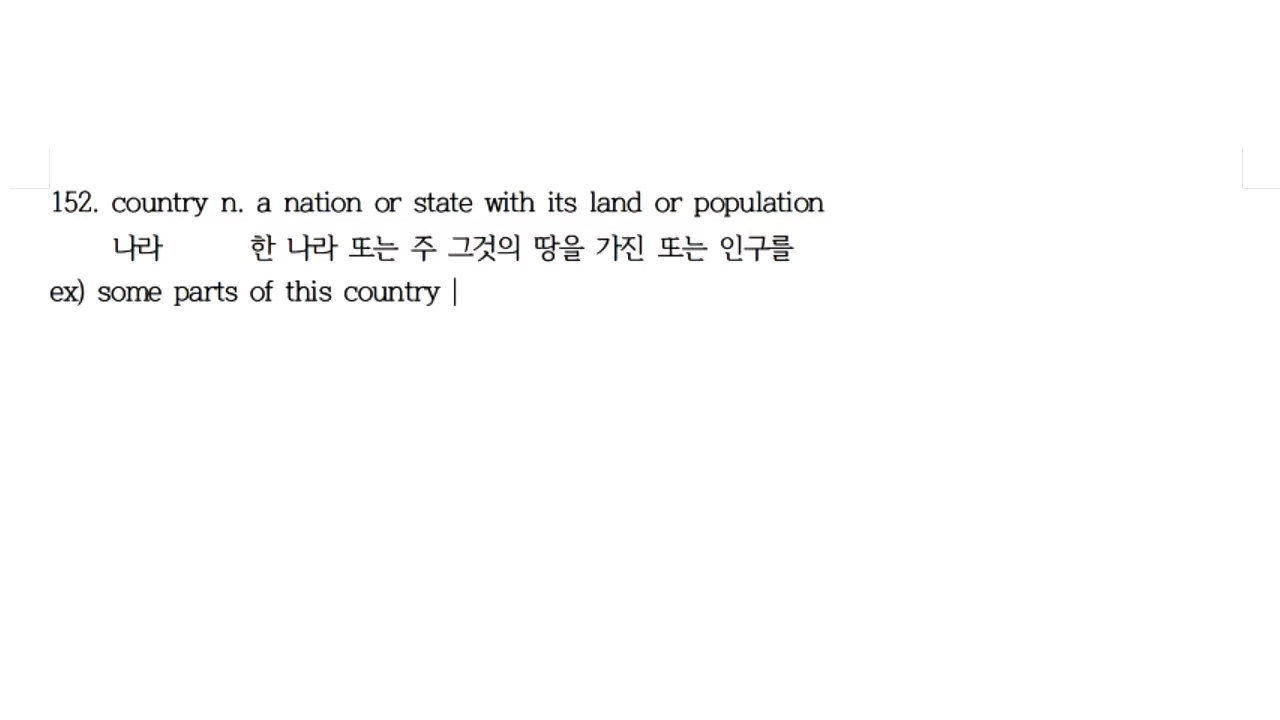 152. country n. a nation or state with its land or population
나라 한 나라 또는 주 그것의 땅을 가진 또는 인구를
ex) some parts of this country